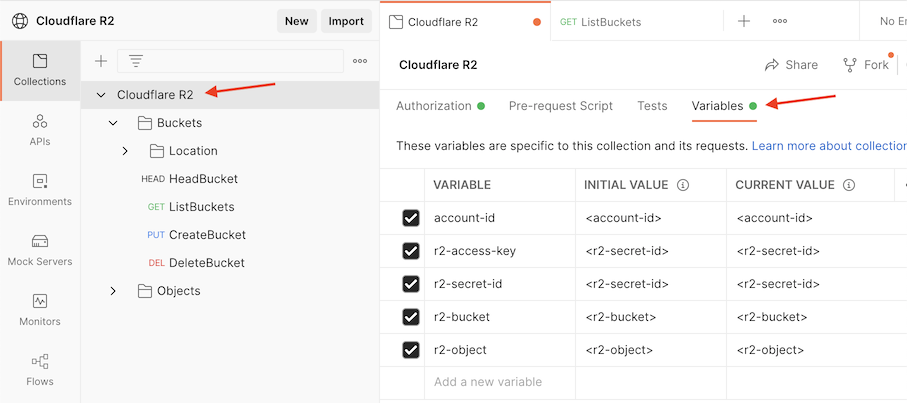 Cloudflare R2
New
Import
Collections
APIs
Environments
Mock Servers
Monitors
Flows
Cloudflare R2
Buckets
Location
HEAD HeadBucket
GET ListBuckets
PUT CreateBucket
DEL DeleteBucket
Objects
Cloudflare R2
GET ListBuckets
No En
Cloudflare R2
Share
Fork
Authorization
Pre-request Script
Tests
Variables
These variables are specific to this collection and its requests. Learn more about collection
VARIABLE INITIAL VALUE CURRENT VALUE
account-id <account-id> <account-id>
r2-access-key <r2-secret-id> <r2-secret-id>
r2-secret-id <r2-secret-id> <r2-secret-id>
r2-bucket <r2-bucket> <r2-bucket>
r2-object <r2-object> <r2-object>
Add a new variable